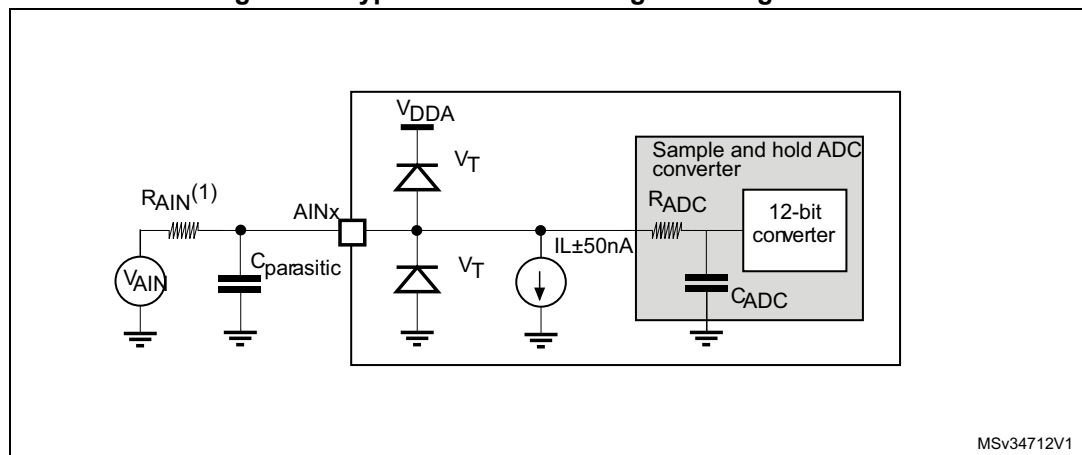 VDDA
Sample and hold ADC
converter
VT
RAIN(1)
AINx
RADC
12-bit
converter
IL±50nA
VAIN
Cparasitic
VT
CADC
MSv34712V1